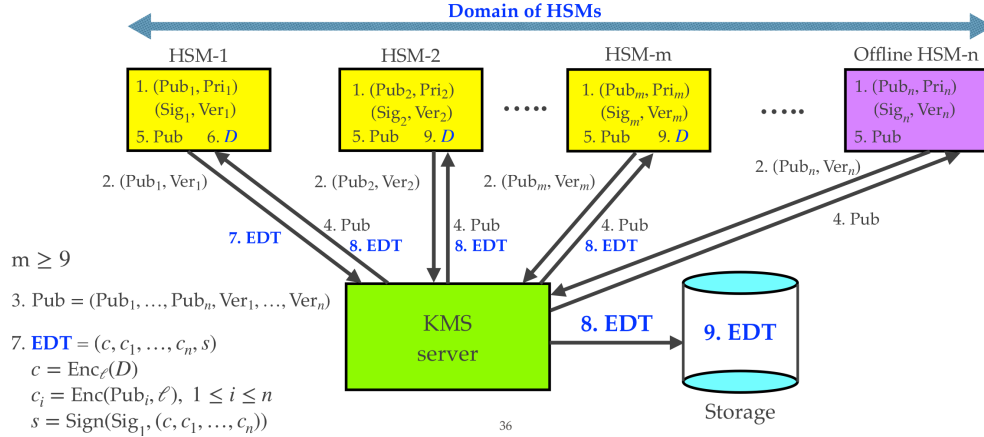 Domain of HSMs
HSM-1
HSM-2
HSM-m
Offline HSM-n
1. (Pub₁, Pri₁)
(Sig₁, Ver₁)
5. Pub 6. D
1. (Pub₂, Pri₂)
(Sig₂, Ver₂)
5. Pub 9. D
.....
1. (Pubₘ, Priₘ)
(Sigₘ, Verₘ)
5. Pub 9. D
.....
1. (Pubₙ, Priₙ)
(Sigₙ, Verₙ)
5. Pub
2. (Pub₁, Ver₁)
2. (Pub₂, Ver₂)
2. (Pubₘ, Verₘ)
2. (Pubₙ, Verₙ)
7. EDT
4. Pub
8. EDT
4. Pub
8. EDT
4. Pub
8. EDT
4. Pub
m ≥ 9
3. Pub = (Pub₁, …, Pubₙ, Ver₁, …, Verₙ)
7. EDT = (c, c₁, …, cₙ, s)
c = Enc_ℓ(D)
cᵢ = Enc(Pubᵢ, ℓ), 1 ≤ i ≤ n
s = Sign(Sig₁, (c, c₁, …, cₙ))
KMS
server
8. EDT
9. EDT
Storage
36